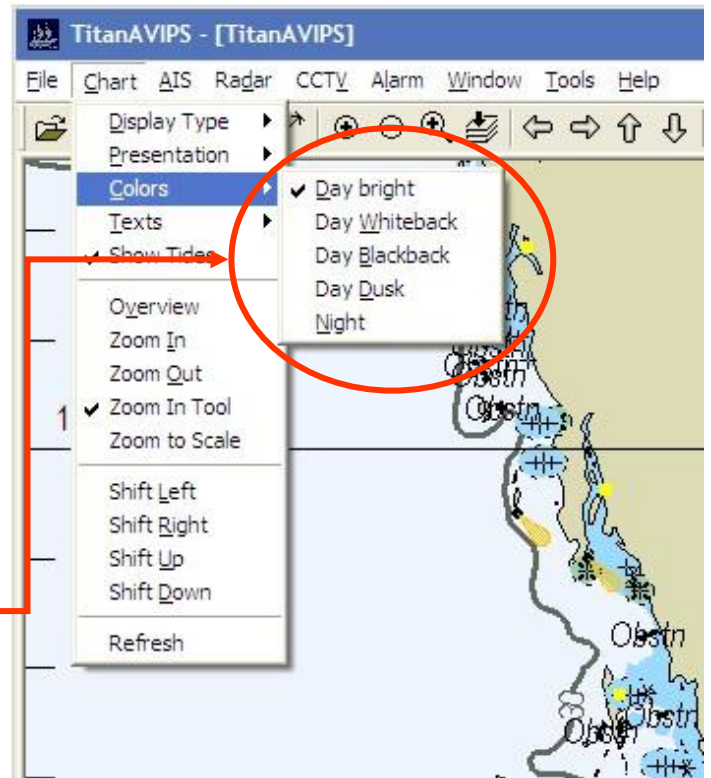 TitanAVIPS - [TitanAVIPS]
File Chart AIS Radar CCTV Alarm Window Tools Help
Display Type
Presentation
Colors
Texts
Show Tides
Overview
Zoom In
Zoom Out
Zoom In Tool
Zoom to Scale
Shift Left
Shift Right
Shift Up
Shift Down
Refresh
Day bright
Day Whiteback
Day Blackback
Day Dusk
Night
1
Obstn
Obstn
Obstn
Obstn
Obstn
Obstn